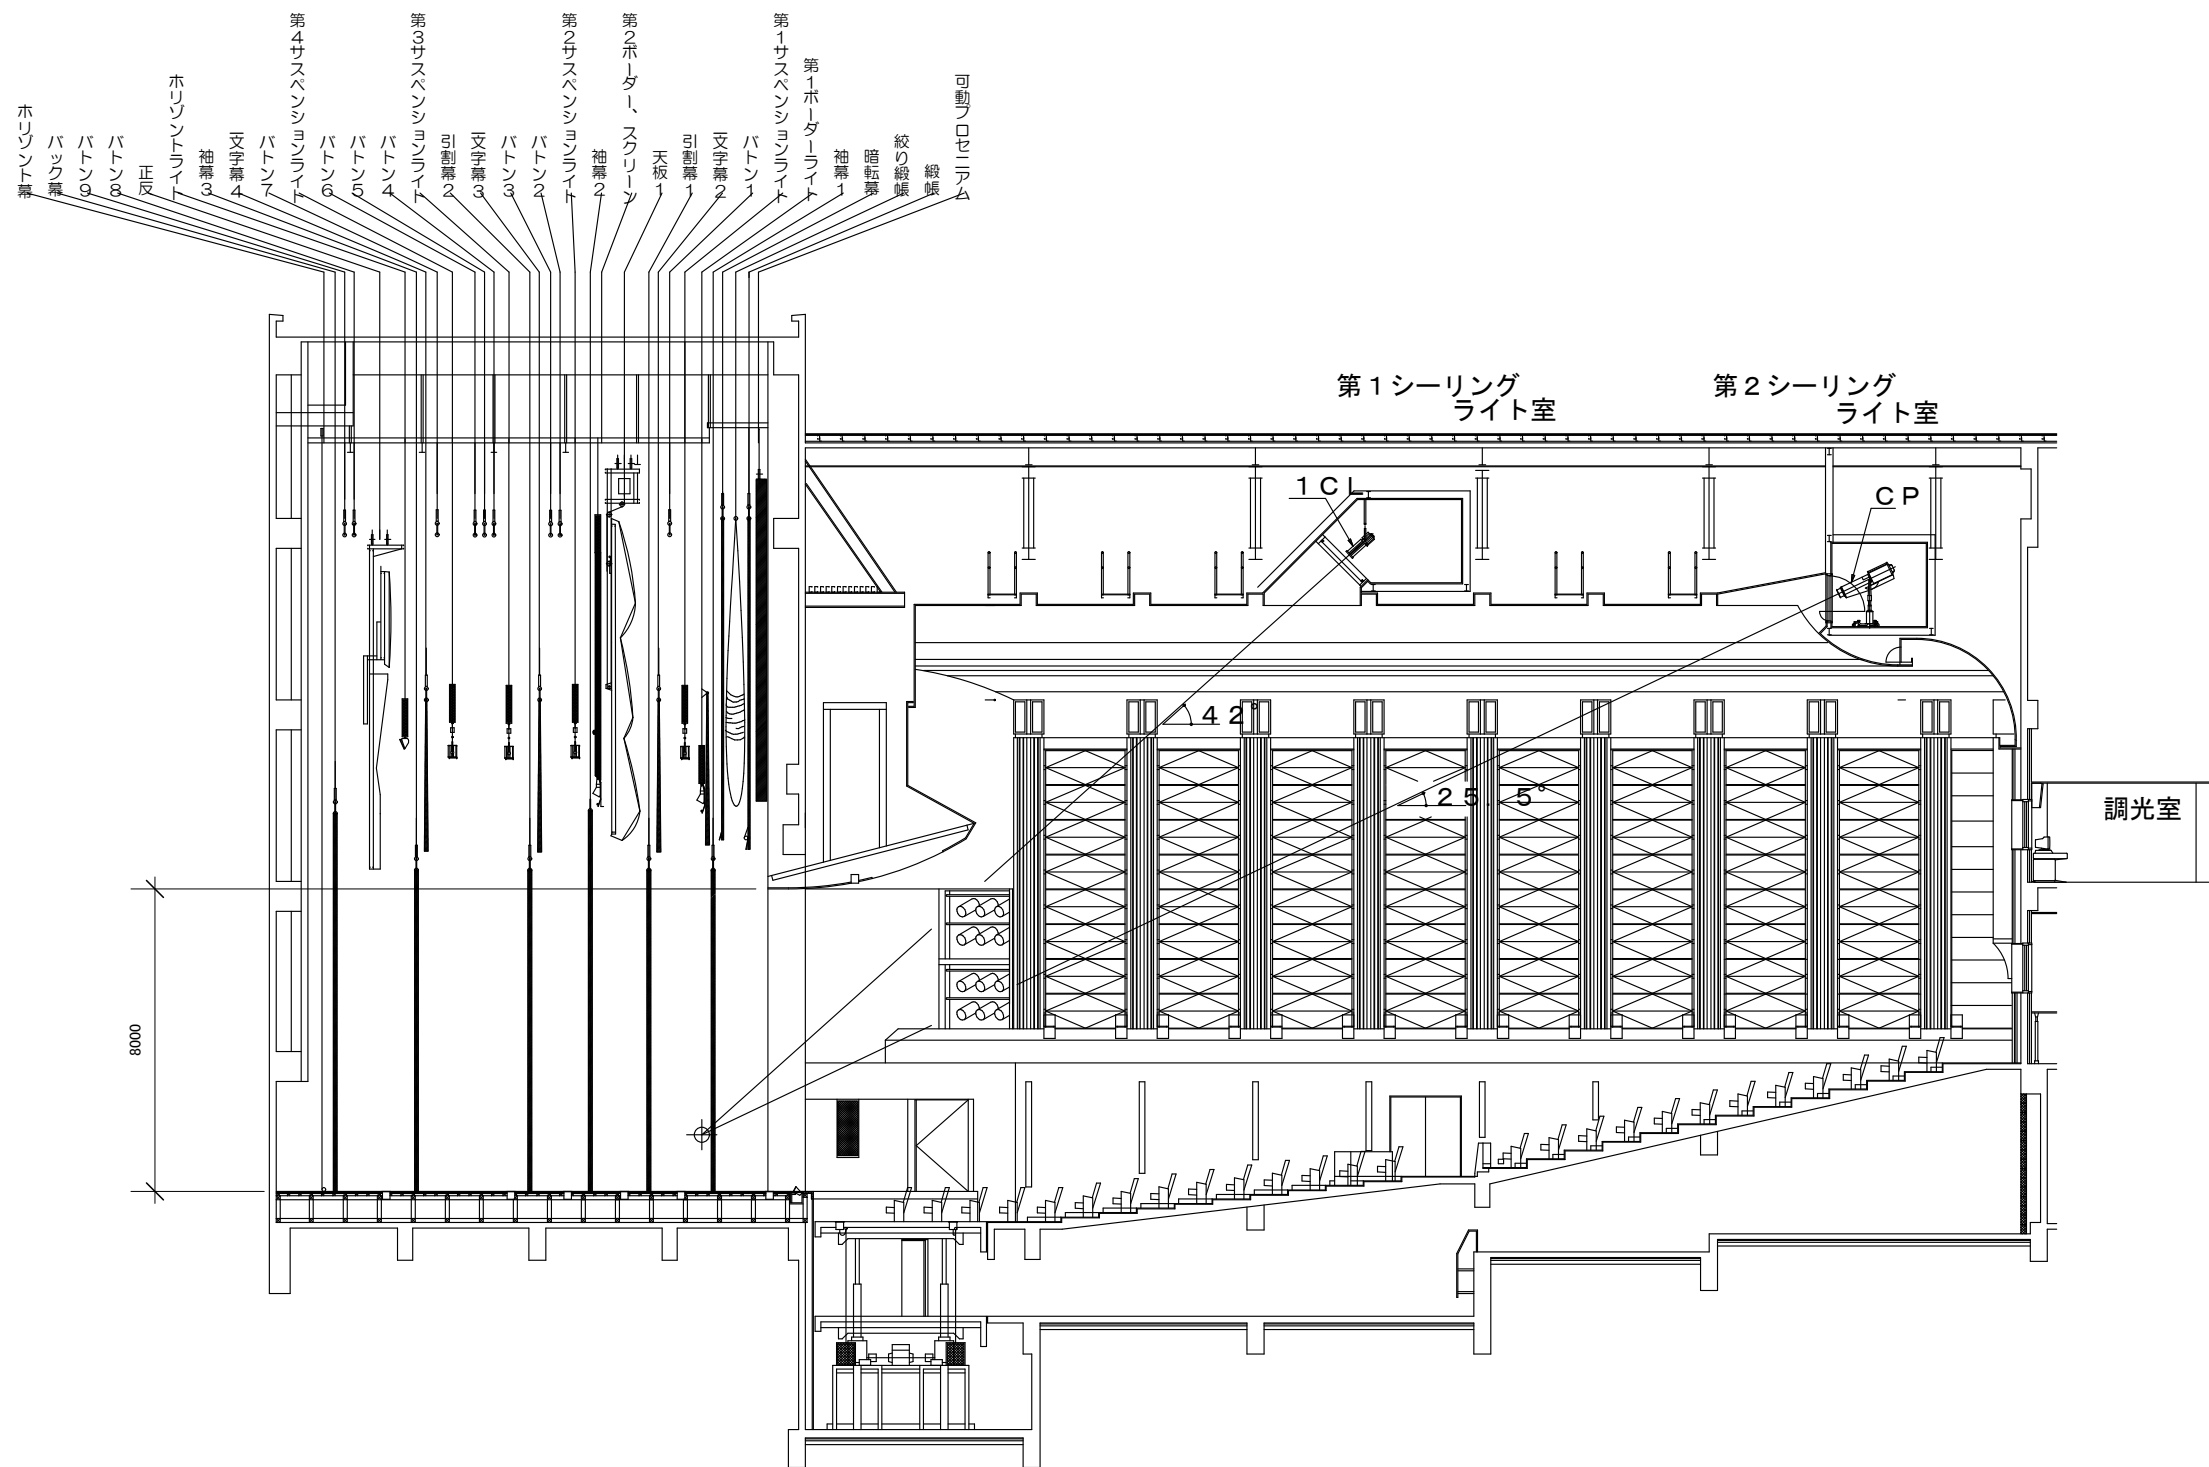 可動プロセニアム
緞帳
絞り緞帳
暗転幕
袖幕1
第1ボーダーライト
第1サスペンションライト
バトン1
文字幕2
引割幕1
天板1
第2ボーダー、スクリーン
袖幕2
第2サスペンションライト
バトン2
バトン3
文字幕3
引割幕2
第3サスペンションライト
バトン4
バトン5
バトン6
第4サスペンションライト
バトン7
文字幕4
袖幕3
ホリゾントライト
正反
バトン8
バトン9
バック幕
ホリゾント幕
第1シーリング
ライト室
第2シーリング
ライト室
1CL
CP
42°
25.5°
調光室
8000